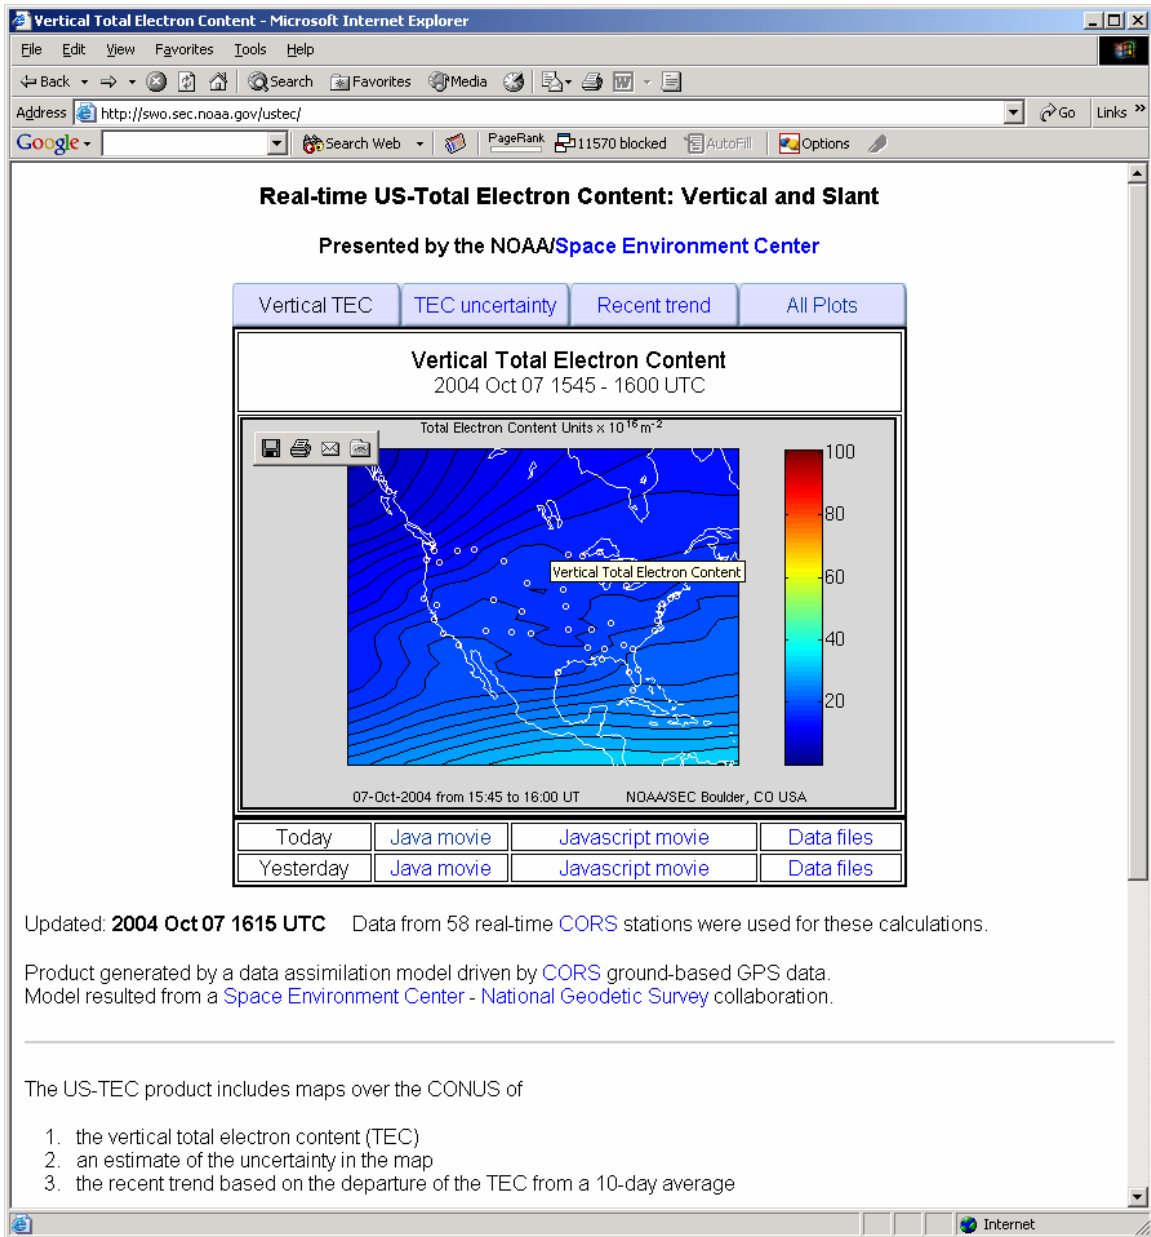 Vertical Total Electron Content - Microsoft Internet Explorer
File Edit View Favorites Tools Help
Back Search Favorites Media
Address http://swo.sec.noaa.gov/ustec/ Go Links »
Google Search Web PageRank 11570 blocked AutoFill Options
Real-time US-Total Electron Content: Vertical and Slant
Presented by the NOAA/Space Environment Center
Vertical TEC TEC uncertainty Recent trend All Plots
Vertical Total Electron Content
2004 Oct 07 1545 - 1600 UTC
Total Electron Content Units x 10^16 m^-2
100
80
60
40
20
Vertical Total Electron Content
07-Oct-2004 from 15:45 to 16:00 UT NOAA/SEC Boulder, CO USA
Today Java movie Javascript movie Data files
Yesterday Java movie Javascript movie Data files
Updated: 2004 Oct 07 1615 UTC Data from 58 real-time CORS stations were used for these calculations.
Product generated by a data assimilation model driven by CORS ground-based GPS data.
Model resulted from a Space Environment Center - National Geodetic Survey collaboration.
The US-TEC product includes maps over the CONUS of
1. the vertical total electron content (TEC)
2. an estimate of the uncertainty in the map
3. the recent trend based on the departure of the TEC from a 10-day average
Internet